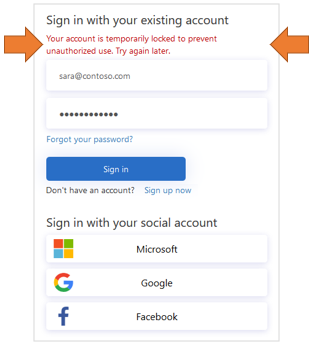 Sign in with your existing account
Your account is temporarily locked to prevent
unauthorized use. Try again later.
sara@contoso.com
••••••••••••
Forgot your password?
Sign in
Don't have an account? Sign up now
Sign in with your social account
Microsoft
Google
Facebook